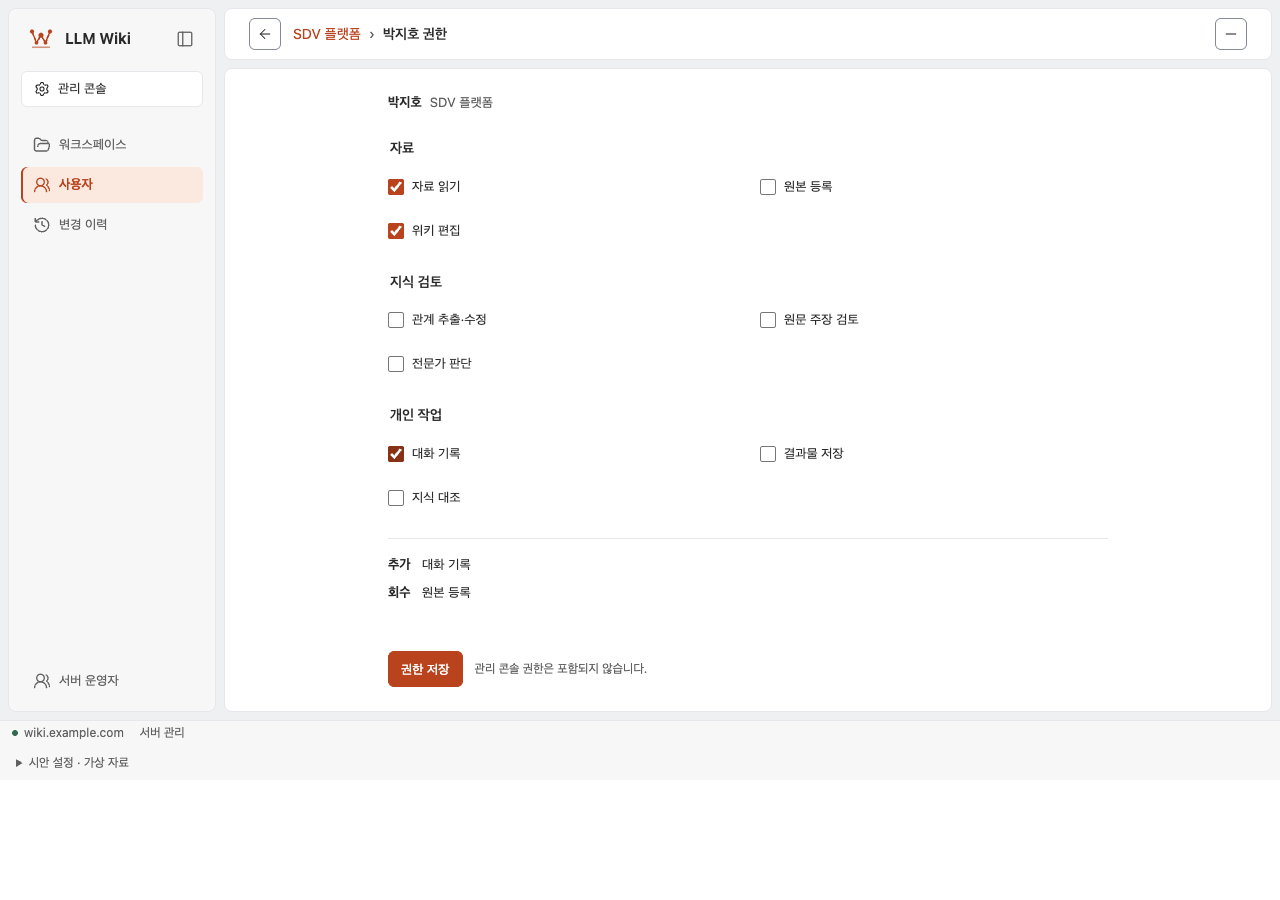 LLM Wiki
관리 콘솔
워크스페이스
사용자
변경 이력
서버 운영자
SDV 플랫폼 › 박지호 권한
박지호 SDV 플랫폼
자료
자료 읽기 원본 등록
위키 편집
지식 검토
관계 추출·수정 원문 주장 검토
전문가 판단
개인 작업
대화 기록 결과물 저장
지식 대조
추가 대화 기록
회수 원본 등록
권한 저장 관리 콘솔 권한은 포함되지 않습니다.
wiki.example.com 서버 관리
시안 설정 · 가상 자료